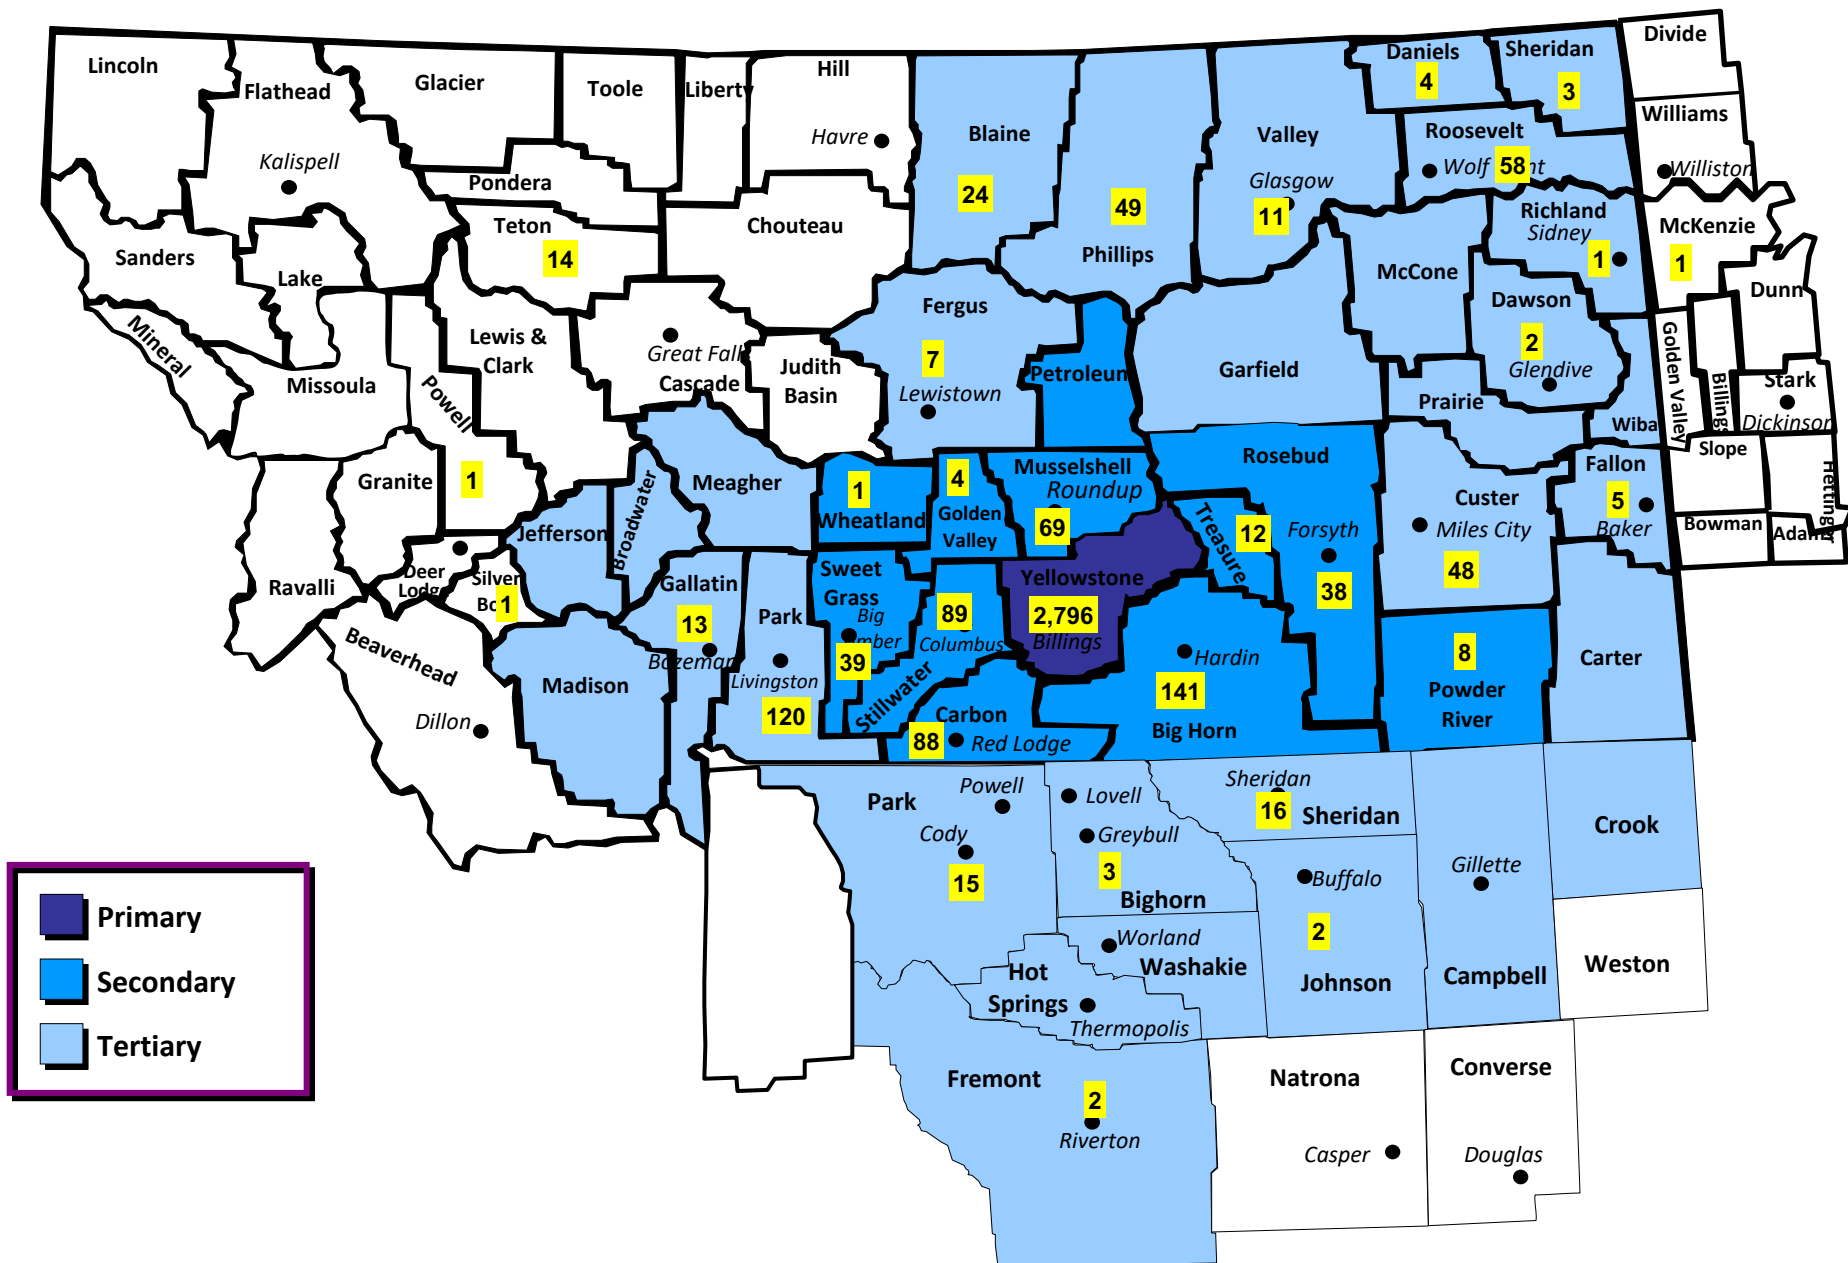 Lincoln
Flathead
Kalispell
Glacier
Toole
Liberty
Hill
Havre
Blaine
24
49
Phillips
Valley
Glasgow
11
Daniels
4
Sheridan
3
Roosevelt
Wolf
58
nt
Divide
Williams
Williston
Pondera
Teton
14
Chouteau
Sanders
Lake
Richland
Sidney
1
McKenzie
1
McCone
Dunn
Dawson
2
Glendive
Mineral
Missoula
Powell
1
Lewis &
Clark
Great Fall
Cascade
Judith
Basin
Fergus
7
Lewistown
Petroleun
Garfield
Prairie
Wiba
Golden Valley
Billings
Stark
Dickinson
Slope
Hettinger
Bowman
Adam
Granite
Meagher
Broadwater
Jefferson
1
Wheatland
4
Golden
Valley
Musselshell
Roundup
69
Rosebud
Forsyth
38
Treasure
12
Custer
Miles City
48
Fallon
5
Baker
Ravalli
Deer
Lodge
Silver
Bo
1
Gallatin
13
Bozeman
Park
Livingston
120
Sweet
Grass
Big
mber
39
89
Columbus
Stillwater
Yellowstone
2,796
Billings
Hardin
141
Big Horn
8
Powder
River
Carter
Beaverhead
Dillon
Madison
Carbon
88
Red Lodge
Park
Powell
Cody
15
Lovell
Greybull
3
Bighorn
Sheridan
16
Sheridan
Buffalo
2
Johnson
Gillette
Campbell
Crook
Weston
Worland
Washakie
Hot
Springs
Thermopolis
Fremont
2
Riverton
Natrona
Casper
Converse
Douglas
Primary
Secondary
Tertiary